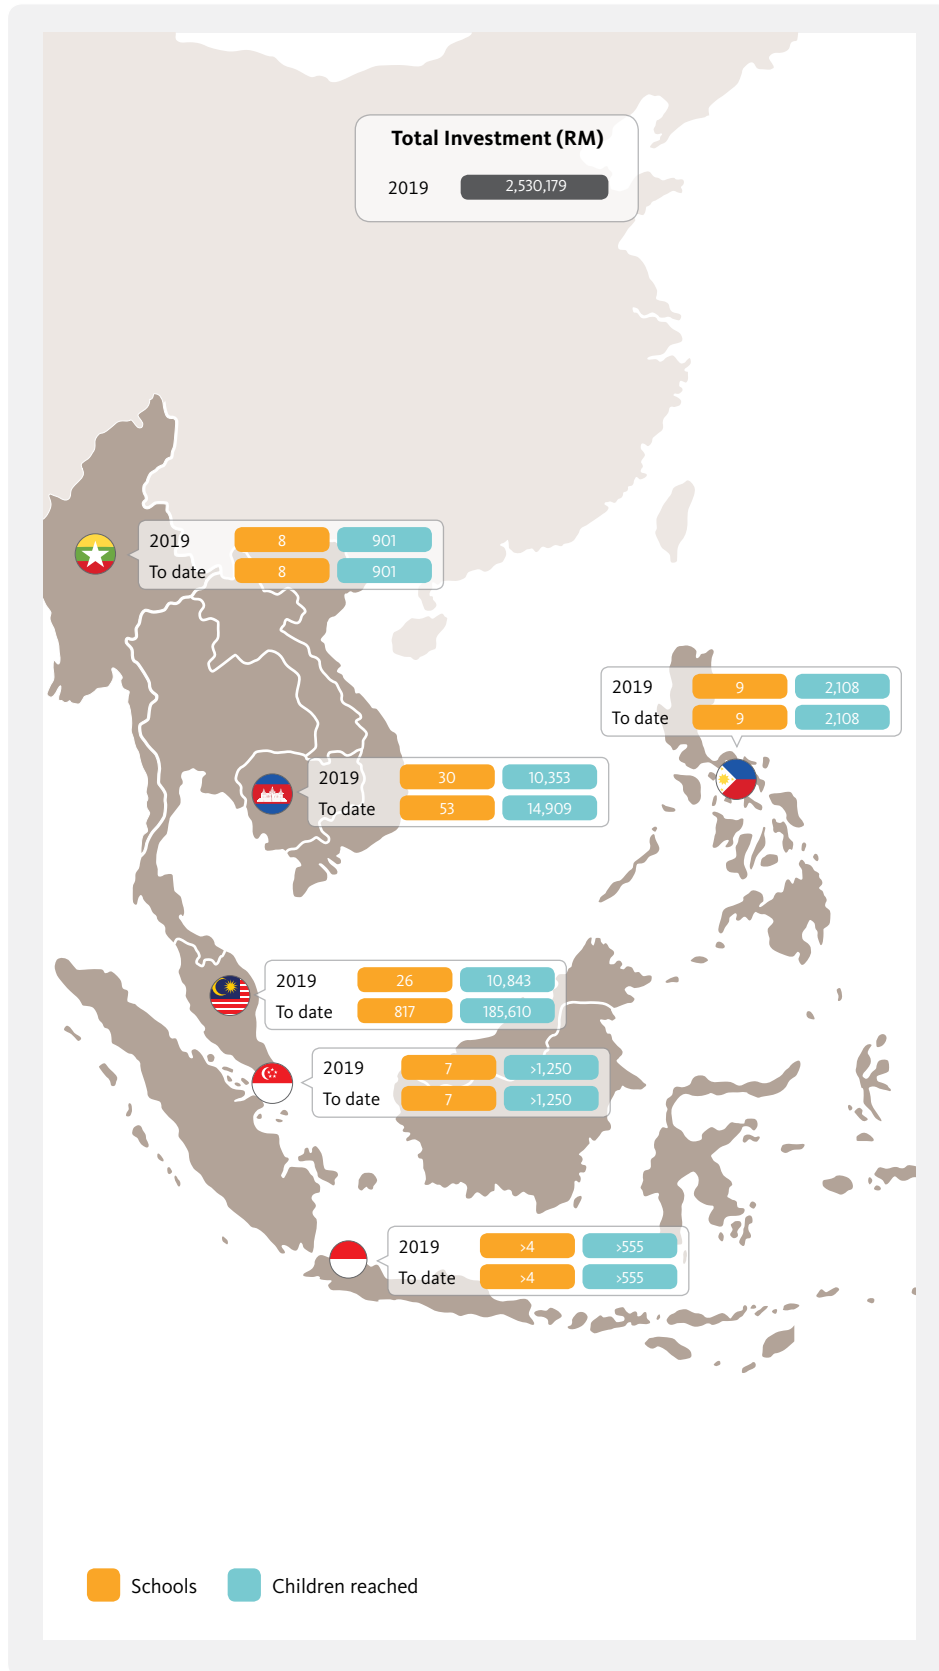 Total Investment (RM)
2019 2,530,179
2019 8 901
To date 8 901
2019 9 2,108
To date 9 2,108
2019 30 10,353
To date 53 14,909
2019 26 10,843
To date 817 185,610
2019 7 >1,250
To date 7 >1,250
2019 >4 >555
To date >4 >555
Schools Children reached